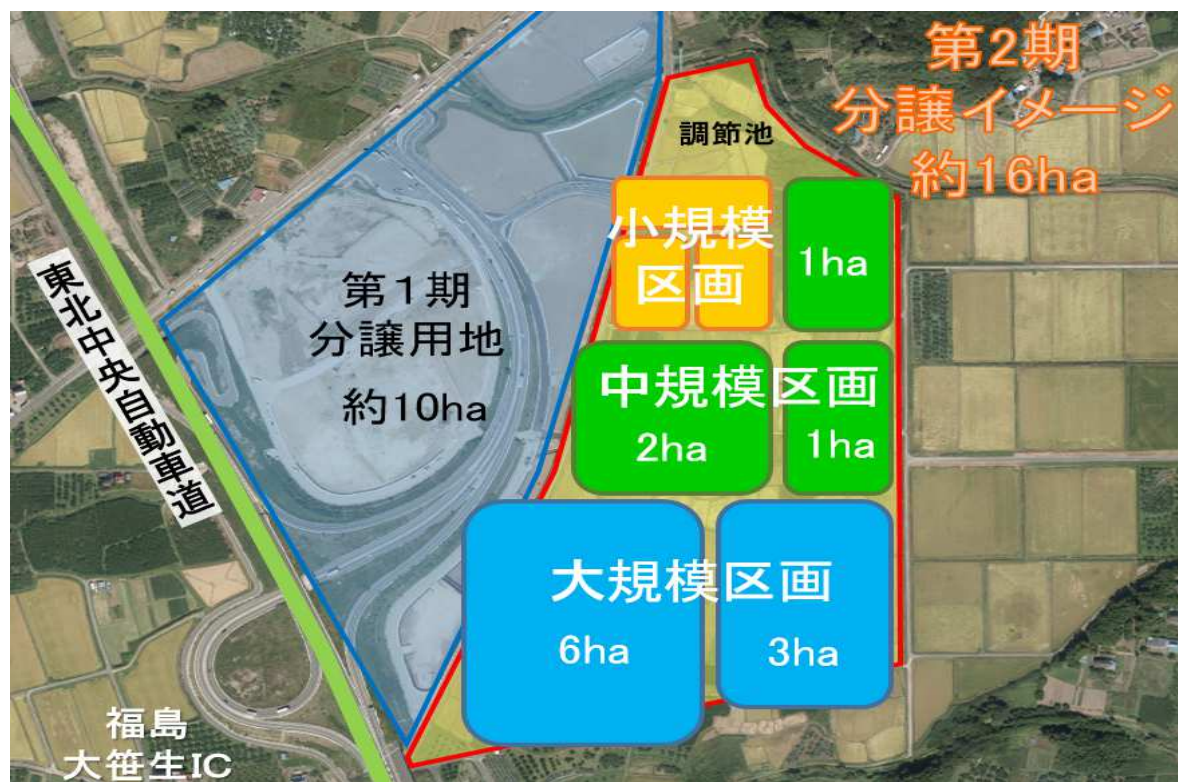 第2期
分譲イメージ
約16ha
調節池
小規模
区画
1ha
第１期
分譲用地
約10ha
中規模区画
2ha
1ha
大規模区画
6ha
3ha
東北中央自動車道
福島
大笹生IC